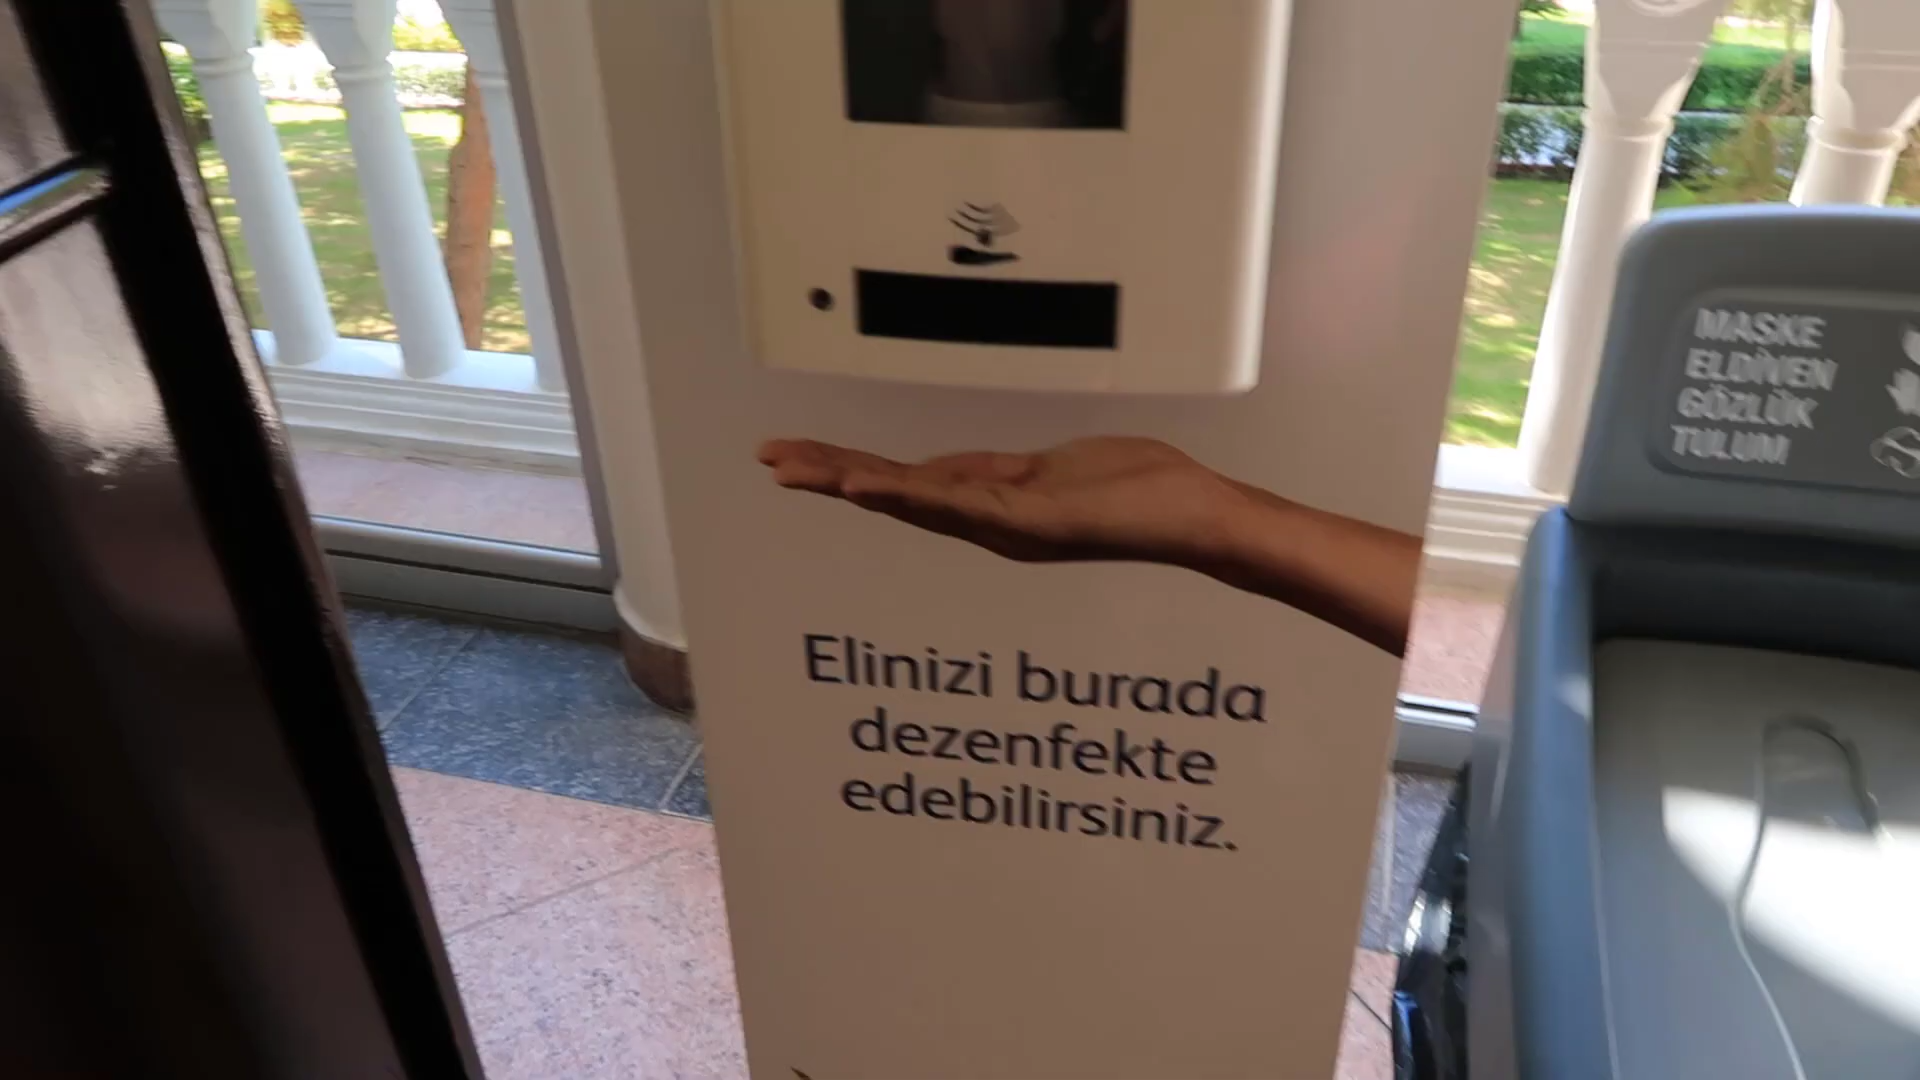 Elinizi burada
dezenfekte
edebilirsiniz.
MASKE
ELDİVEN
GÖZLÜK
TULUM